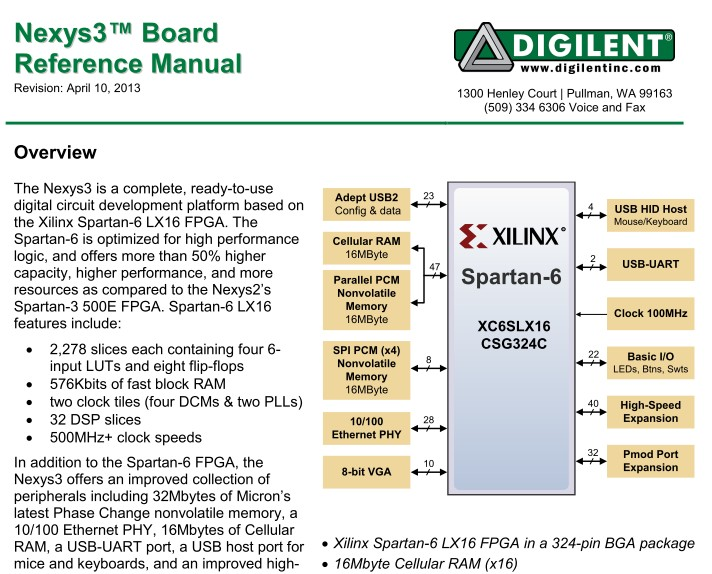 Nexys3™ Board
Reference Manual
Revision: April 10, 2013
DIGILENT®
www.digilentinc.com
1300 Henley Court | Pullman, WA 99163
(509) 334 6306 Voice and Fax
Overview
The Nexys3 is a complete, ready-to-use
digital circuit development platform based on
the Xilinx Spartan-6 LX16 FPGA. The
Spartan-6 is optimized for high performance
logic, and offers more than 50% higher
capacity, higher performance, and more
resources as compared to the Nexys2's
Spartan-3 500E FPGA. Spartan-6 LX16
features include:
• 2,278 slices each containing four 6-
input LUTs and eight flip-flops
• 576Kbits of fast block RAM
• two clock tiles (four DCMs & two PLLs)
• 32 DSP slices
• 500MHz+ clock speeds
In addition to the Spartan-6 FPGA, the
Nexys3 offers an improved collection of
peripherals including 32Mbytes of Micron's
latest Phase Change nonvolatile memory, a
10/100 Ethernet PHY, 16Mbytes of Cellular
RAM, a USB-UART port, a USB host port for
mice and keyboards, and an improved high-
Adept USB2
Config & data
23
Cellular RAM
16MByte
47
Parallel PCM
Nonvolatile
Memory
16MByte
SPI PCM (x4)
Nonvolatile
Memory
16MByte
8
10/100
Ethernet PHY
28
8-bit VGA
10
XILINX®
Spartan-6
XC6SLX16
CSG324C
4
USB HID Host
Mouse/Keyboard
2
USB-UART
Clock 100MHz
22
Basic I/O
LEDs, Btns, Swts
40
High-Speed
Expansion
32
Pmod Port
Expansion
• Xilinx Spartan-6 LX16 FPGA in a 324-pin BGA package
• 16Mbyte Cellular RAM (x16)